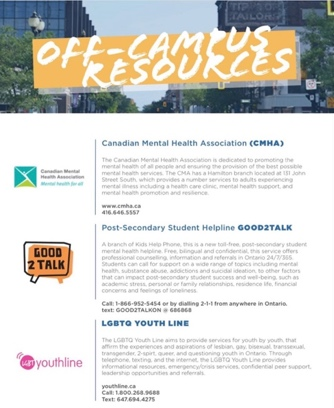 OFF-CAMPUS
RESOURCES
Canadian Mental Health Association (CMHA)
Canadian Mental
Health Association
Mental health for all
The Canadian Mental Health Association is dedicated to promoting the
mental health of all people and ensuring the provision of the best possible
mental health services. The CMA has a Hamilton branch located at 131 John
Street South, which provides a number services to adults experiencing
mental illness including a health care clinic, mental health support, and
mental health promotion and resilience.
www.cmha.ca
416.646.5557
Post-Secondary Student Helpline GOOD2TALK
GOOD
2 TALK
A branch of Kids Help Phone, this is a new toll-free, post-secondary student
mental health helpline. Free, bilingual and confidential, this service offers
professional counselling, information and referrals in Ontario 24/7/365.
Students can call for support on a wide range of topics including mental
health, substance abuse, addictions and suicidal ideation, to other factors
that can impact post-secondary student success and well-being, such as
academic stress, personal or family relationships, residence life, financial
concerns and feelings of loneliness.
Call: 1-866-952-5454 or by dialling 2-1-1 from anywhere in Ontario.
text: GOOD2TALKON @ 686868
LGBTQ YOUTH LINE
lgbt youthline
The LGBTQ Youth Line aims to provide services for youth by youth, that
affirm the experiences and aspirations of lesbian, gay, bisexual, transsexual,
transgender, 2-spirit, queer, and questioning youth in Ontario. Through
telephone, texting, and the internet, the LGBTQ Youth Line provides
informational resources, emergency/crisis services, confidential peer support,
leadership opportunities and referrals.
youthline.ca
Call: 1.800.268.9688
Text: 647.694.4275